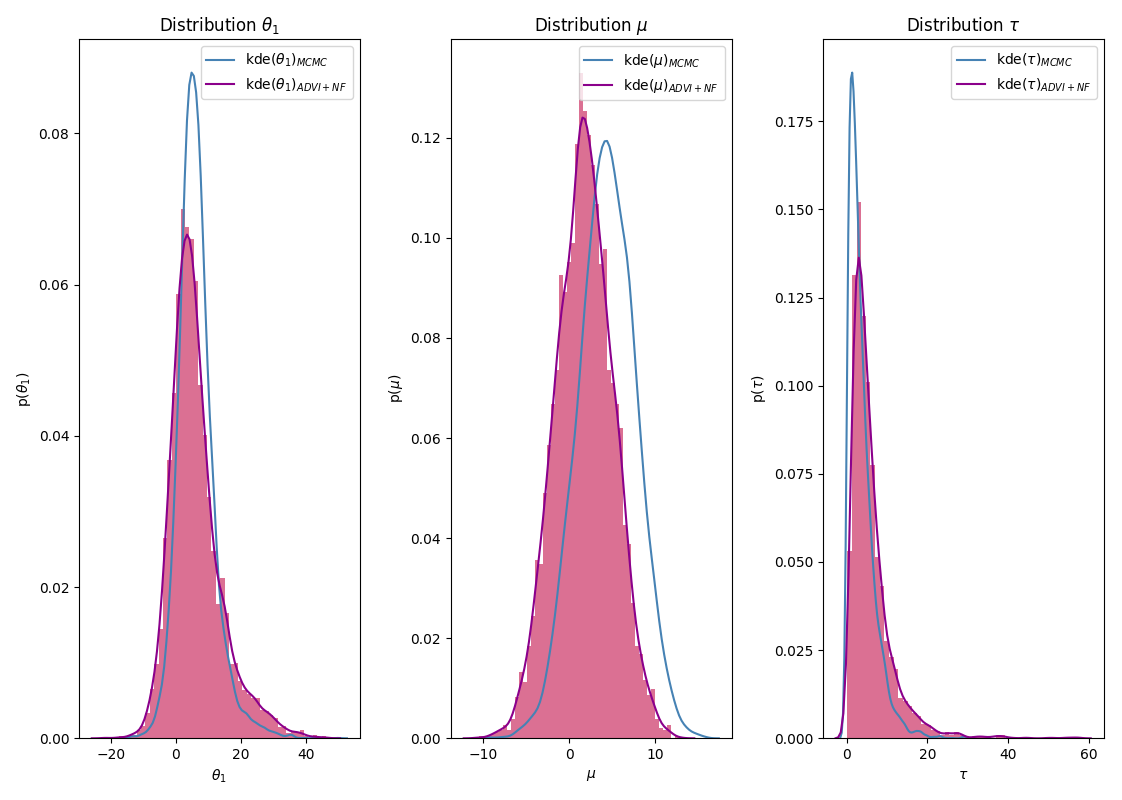 Distribution θ₁
kde(θ₁)MCMC
kde(θ₁)ADVI+NF
p(θ₁)
0.08
0.06
0.04
0.02
0.00
−20 0 20 40
θ₁
Distribution μ
kde(μ)MCMC
kde(μ)ADVI+NF
p(μ)
0.12
0.10
0.08
0.06
0.04
0.02
0.00
−10 0 10
μ
Distribution τ
kde(τ)MCMC
kde(τ)ADVI+NF
p(τ)
0.175
0.150
0.125
0.100
0.075
0.050
0.025
0.000
0 20 40 60
τ